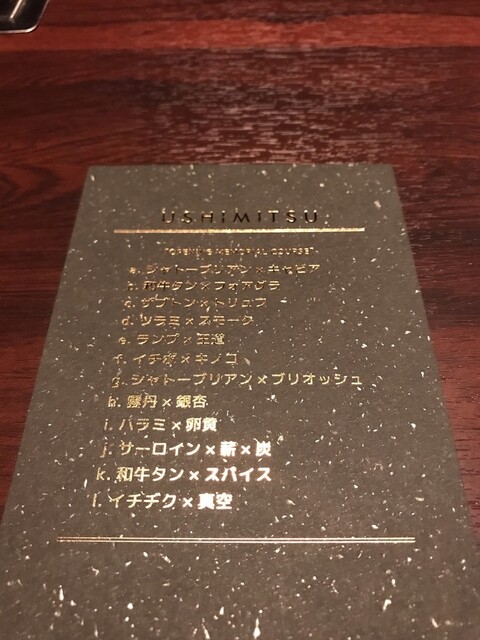 USHIMITSU
"OPENING MEMORIAL COURSE"
a. シャトーブリアン×キャビア
b. 和牛タン×フォアグラ
c. ザブトン×トリュフ
d. ツラミ×スモーク
e. ランプ×王道
f. イチボ×キノコ
g. シャトーブリアン×ブリオッシュ
h. 雲丹×銀杏
i. ハラミ×卵黄
j. サーロイン×薪×炭
k. 和牛タン×スパイス
l. イチヂク×真空